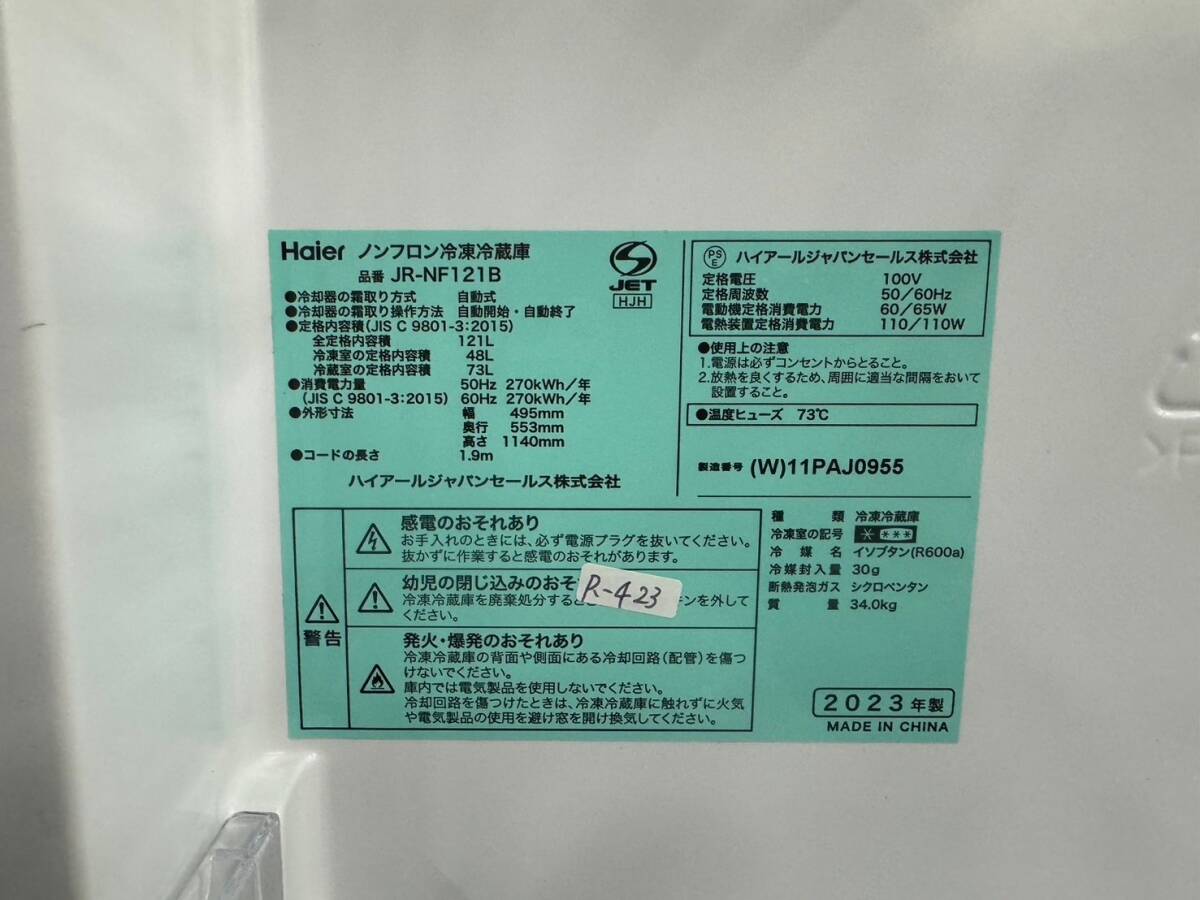 Haier ノンフロン冷凍冷蔵庫
品番 JR-NF121B
JET
HJH
●冷却器の霜取り方式 自動式
●冷却器の霜取り操作方法 自動開始・自動終了
●定格内容積(JIS C 9801-3:2015)
全定格内容積 121L
冷凍室の定格内容積 48L
冷蔵室の定格内容積 73L
●消費電力量 50Hz 270kWh/年
(JIS C 9801-3:2015) 60Hz 270kWh/年
●外形寸法 幅 495mm
奥行 553mm
高さ 1140mm
●コードの長さ 1.9m
ハイアールジャパンセールス株式会社
PS
E
ハイアールジャパンセールス株式会社
定格電圧 100V
定格周波数 50/60Hz
電動機定格消費電力 60/65W
電熱装置定格消費電力 110/110W
●使用上の注意
1.電源は必ずコンセントからとること。
2.放熱を良くするため、周囲に適当な間隔をおいて
設置すること。
●温度ヒューズ 73℃
製造番号 (W)11PAJ0955
警告
感電のおそれあり
お手入れのときには、必ず電源プラグを抜いてください。
抜かずに作業すると感電のおそれがあります。
幼児の閉じ込めのおそ
冷凍冷蔵庫を廃棄処分すると
ンを外して
ください。
R-423
発火・爆発のおそれあり
冷凍冷蔵庫の背面や側面にある冷却回路(配管)を傷つ
けないでください。
庫内では電気製品を使用しないでください。
冷却回路を傷つけたときは、冷凍冷蔵庫に触れずに火気
や電気製品の使用を避け窓を開け換気してください。
種類 冷凍冷蔵庫
冷凍室の記号
冷媒名 イソブタン(R600a)
冷媒封入量 30g
断熱発泡ガス シクロペンタン
質量 34.0kg
2023年製
MADE IN CHINA